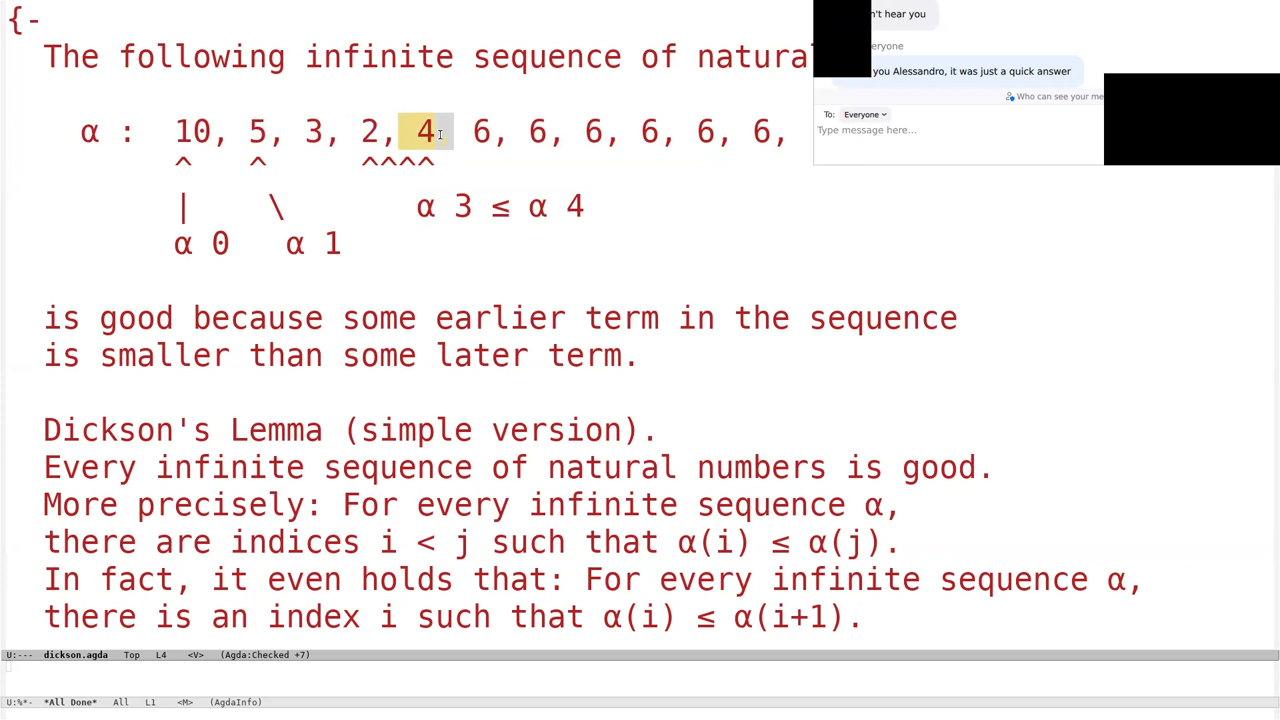 {-
The following infinite sequence of
α : 10, 5, 3, 2, 4 6, 6, 6, 6, 6, 6,
^ ^ ^^^^
| \ α 3 ≤ α 4
α 0 α 1
is good because some earlier term in the sequence
is smaller than some later term.
Dickson's Lemma (simple version).
Every infinite sequence of natural numbers is good.
More precisely: For every infinite sequence α,
there are indices i < j such that α(i) ≤ α(j).
In fact, it even holds that: For every infinite sequence α,
there is an index i such that α(i) ≤ α(i+1).
U:--- dickson.agda Top L4 <V> (Agda:Checked +7)
U:%*- *All Done* All L1 <M> (AgdaInfo)
hear you
you Alessandro, it was just a quick answer
Who can see your
To: Everyone
Type message here...